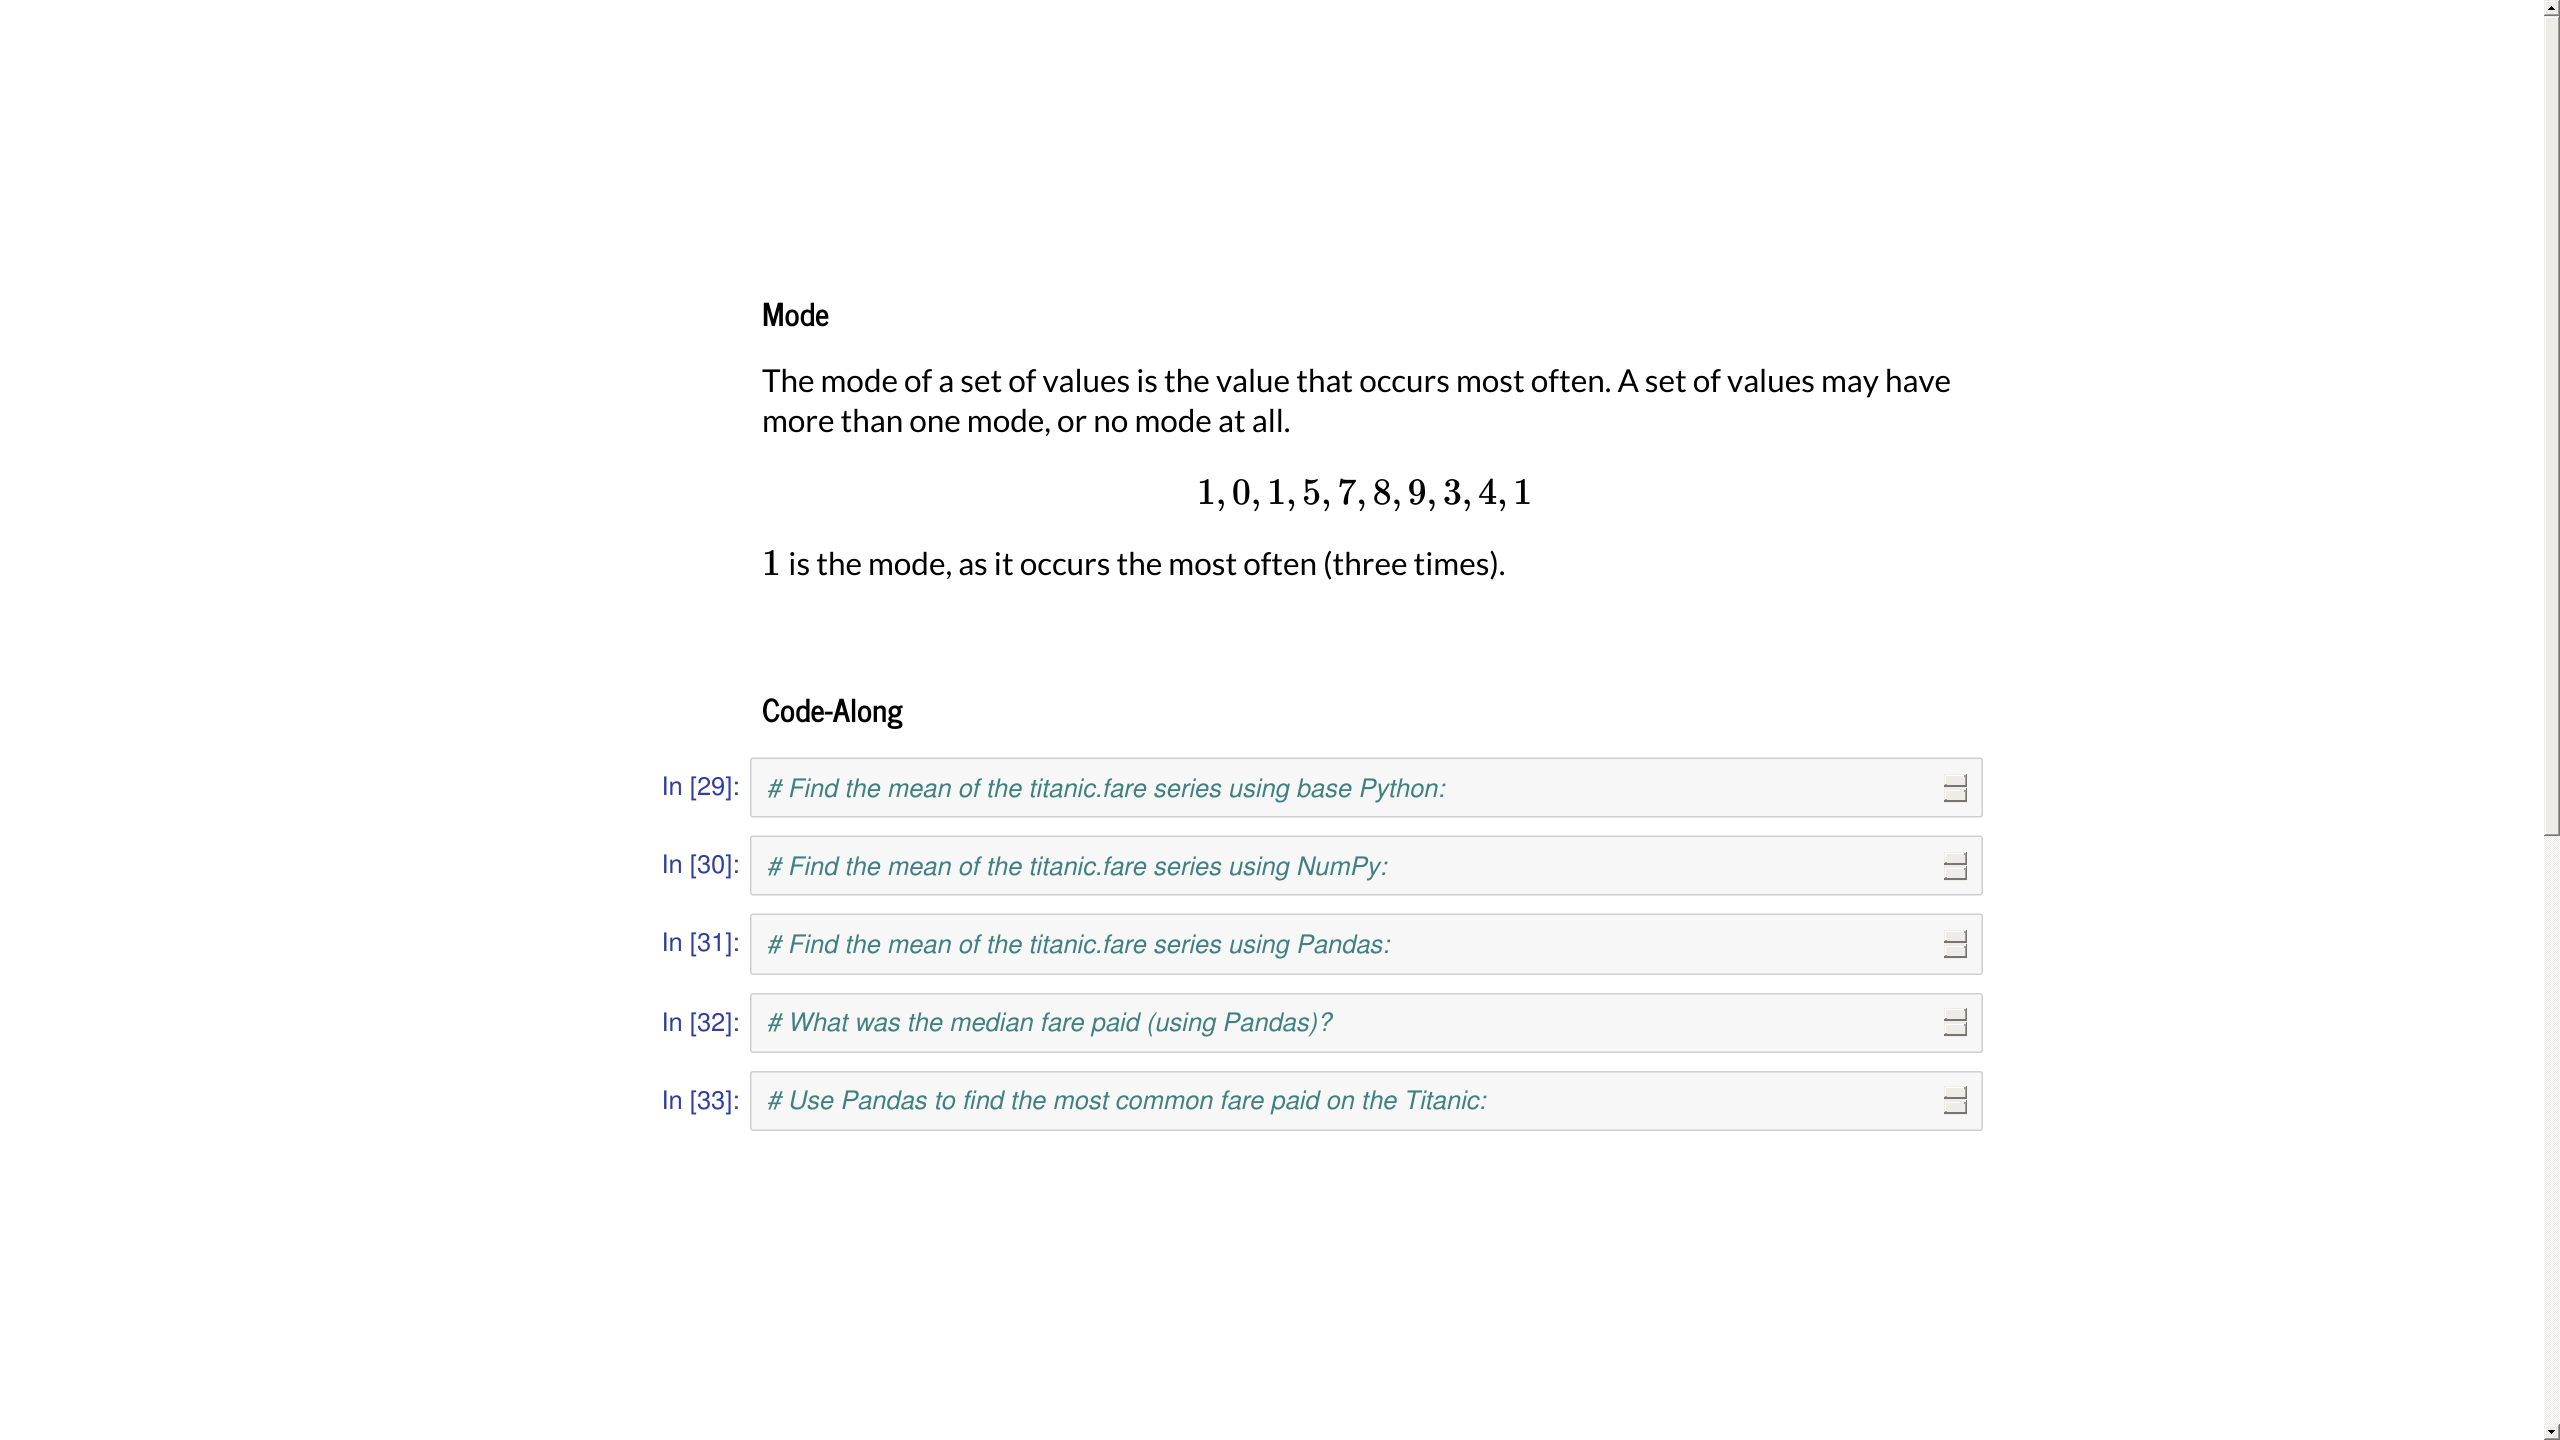 Mode
The mode of a set of values is the value that occurs most often. A set of values may have
more than one mode, or no mode at all.
1, 0, 1, 5, 7, 8, 9, 3, 4, 1
1 is the mode, as it occurs the most often (three times).
Code-Along
In [29]: # Find the mean of the titanic.fare series using base Python:
In [30]: # Find the mean of the titanic.fare series using NumPy:
In [31]: # Find the mean of the titanic.fare series using Pandas:
In [32]: # What was the median fare paid (using Pandas)?
In [33]: # Use Pandas to find the most common fare paid on the Titanic: